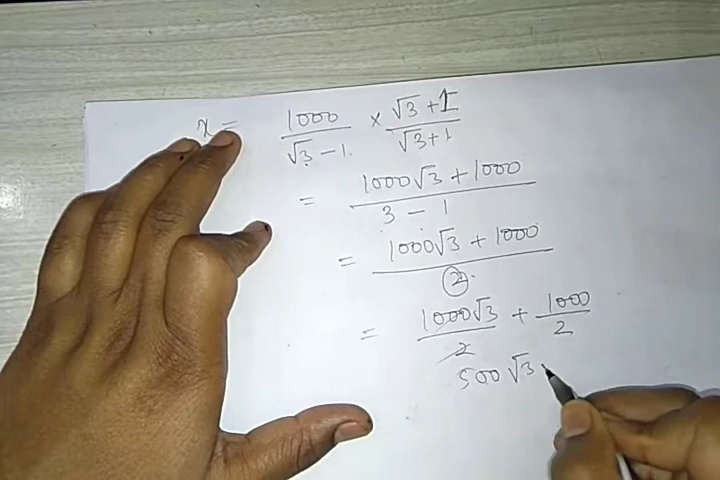 x = 1000/(√3 - 1) × (√3 + 1)/(√3 + 1)
= (1000√3 + 1000)/(3 - 1)
= (1000√3 + 1000)/2
= 1000√3/2 + 1000/2
500√3